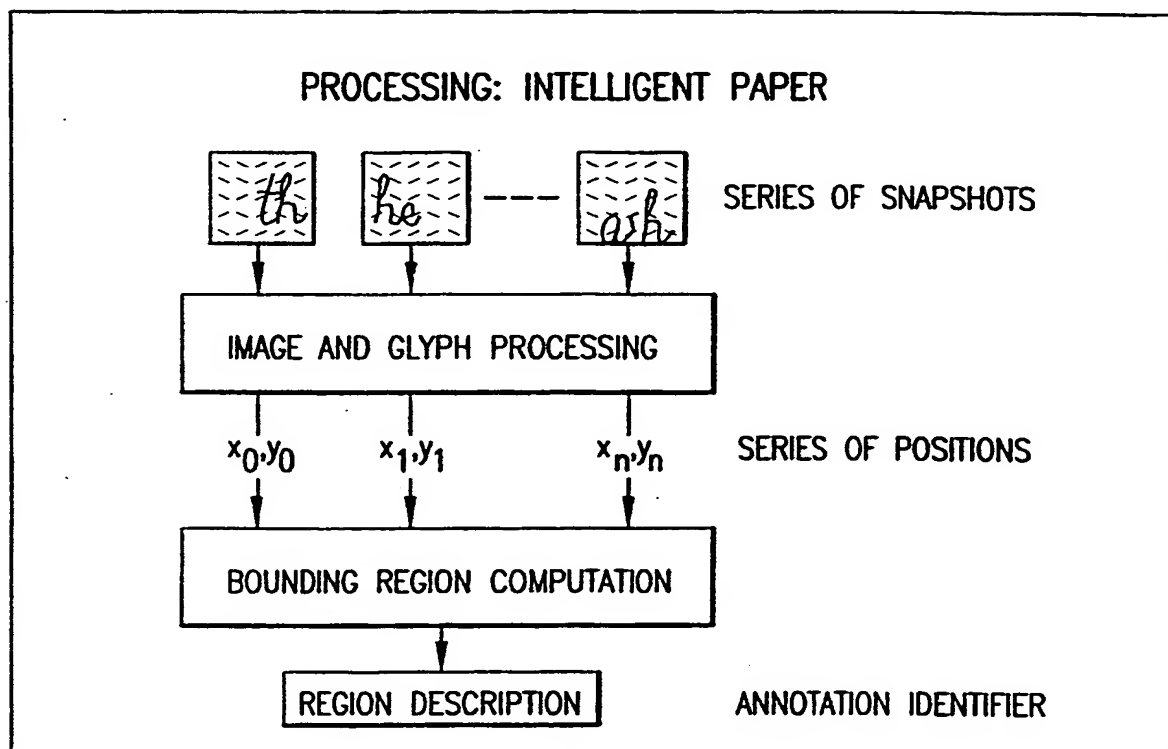 PROCESSING: INTELLIGENT PAPER
th he ash SERIES OF SNAPSHOTS
IMAGE AND GLYPH PROCESSING
x0,y0 x1,y1 xn,yn SERIES OF POSITIONS
BOUNDING REGION COMPUTATION
REGION DESCRIPTION ANNOTATION IDENTIFIER